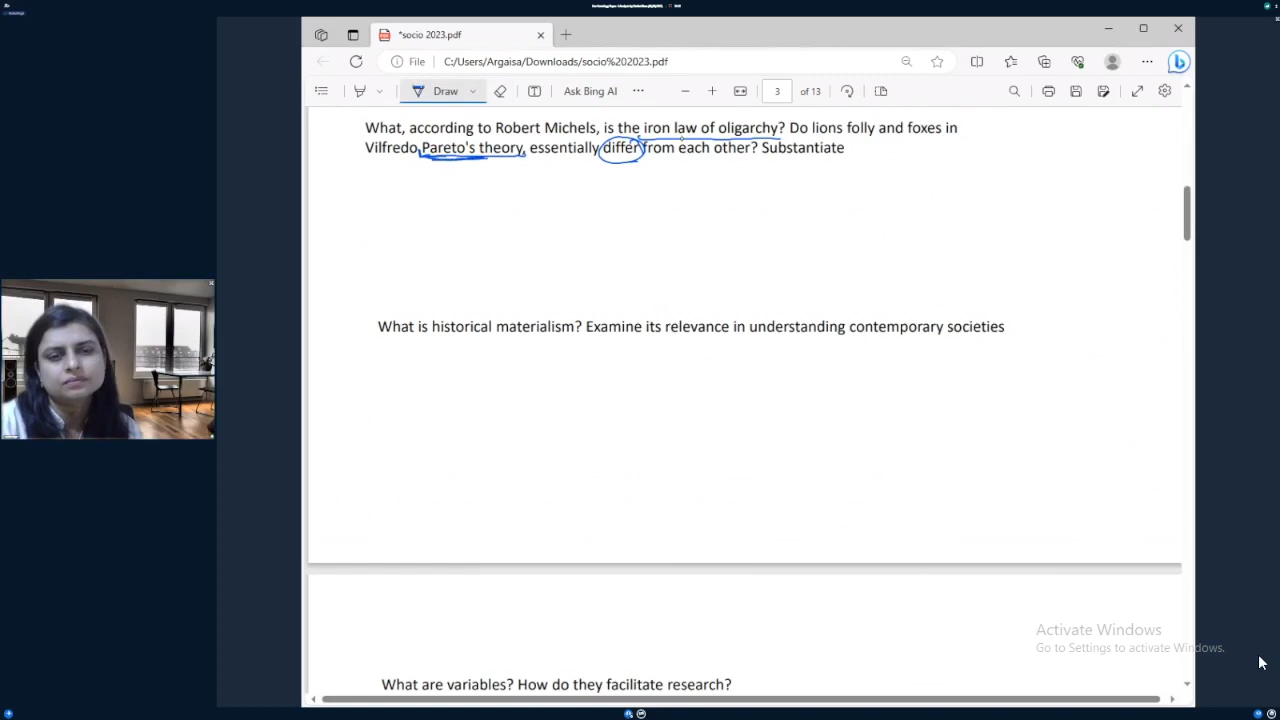 *socio 2023.pdf
File
C:/Users/Argaisa/Downloads/socio%202023.pdf
Draw
Ask Bing AI
3
of 13
What, according to Robert Michels, is the iron law of oligarchy? Do lions folly and foxes in
Vilfredo Pareto's theory, essentially differ from each other? Substantiate
What is historical materialism? Examine its relevance in understanding contemporary societies
Activate Windows
Go to Settings to activate Windows.
What are variables? How do they facilitate research?